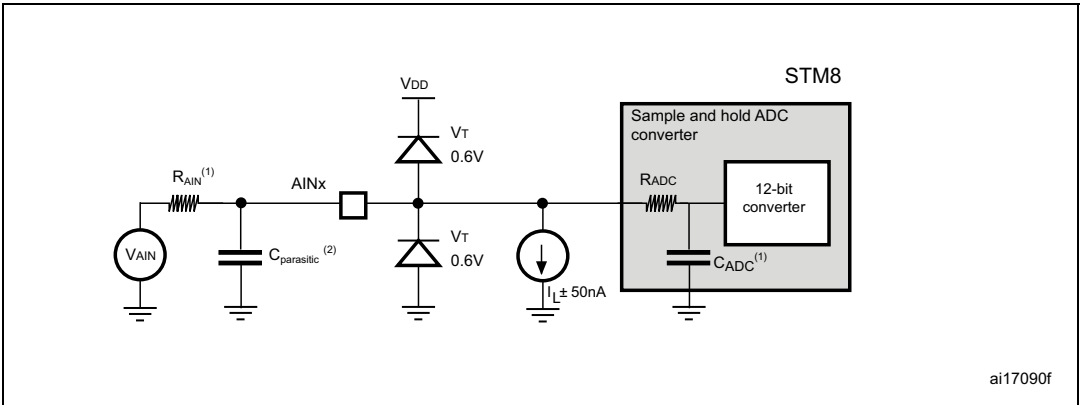 STM8
VDD
Sample and hold ADC
converter
VT
0.6V
RAIN(1)
AINx
RADC
12-bit
converter
VAIN
Cparasitic (2)
VT
0.6V
CADC(1)
IL± 50nA
ai17090f